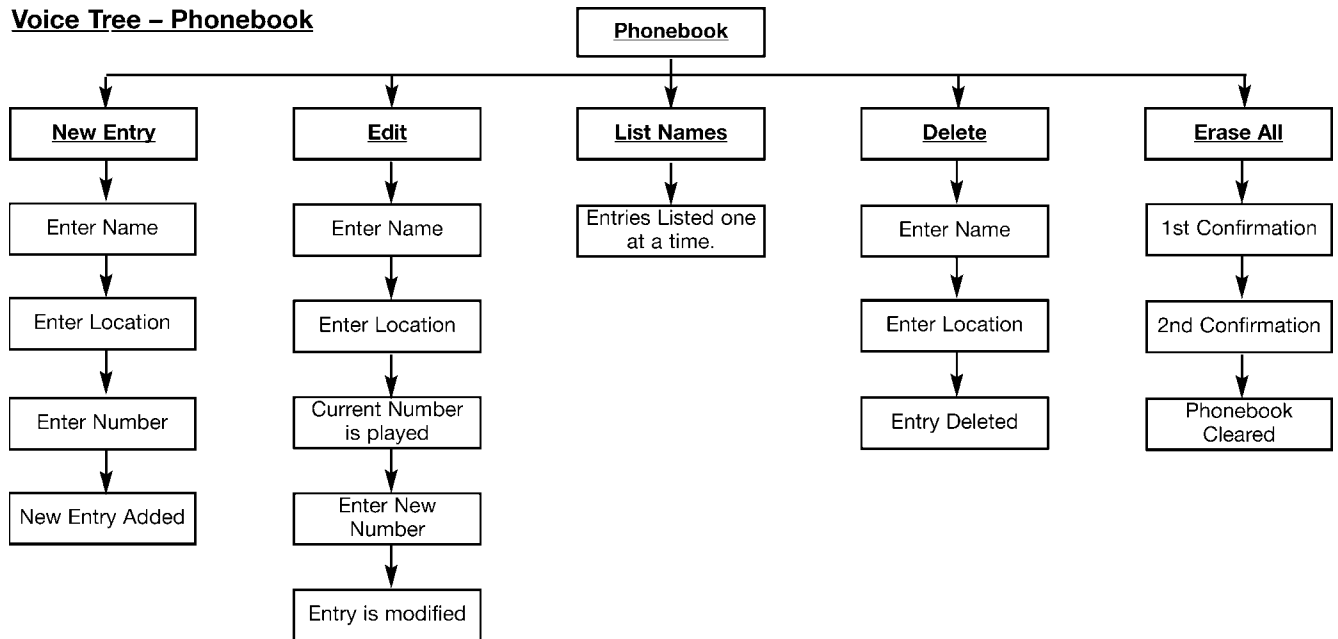 Voice Tree – Phonebook
Phonebook
New Entry
Edit
List Names
Delete
Erase All
Enter Name
Enter Name
Entries Listed one
at a time.
Enter Name
1st Confirmation
Enter Location
Enter Location
Enter Location
2nd Confirmation
Enter Number
Current Number
is played
Entry Deleted
Phonebook
Cleared
New Entry Added
Enter New
Number
Entry is modified